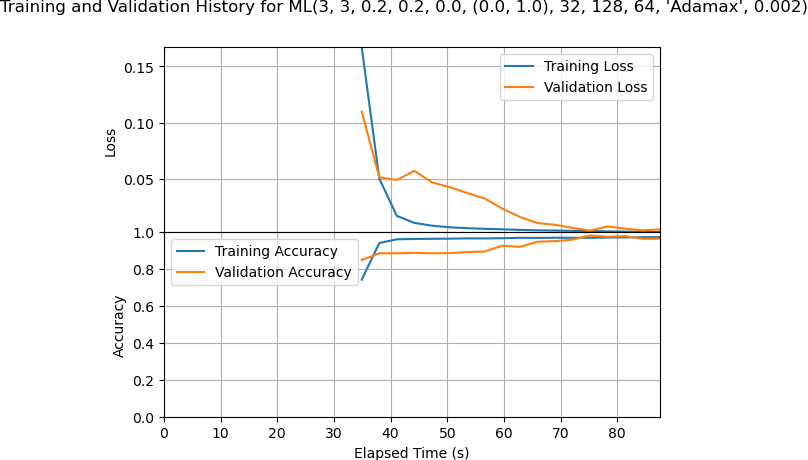 Training and Validation History for ML(3, 3, 0.2, 0.2, 0.0, (0.0, 1.0), 32, 128, 64, 'Adamax', 0.002)
0.15
0.10
0.05
Loss
Training Loss
Validation Loss
1.0
0.8
0.6
0.4
0.2
0.0
Accuracy
Training Accuracy
Validation Accuracy
0 10 20 30 40 50 60 70 80
Elapsed Time (s)